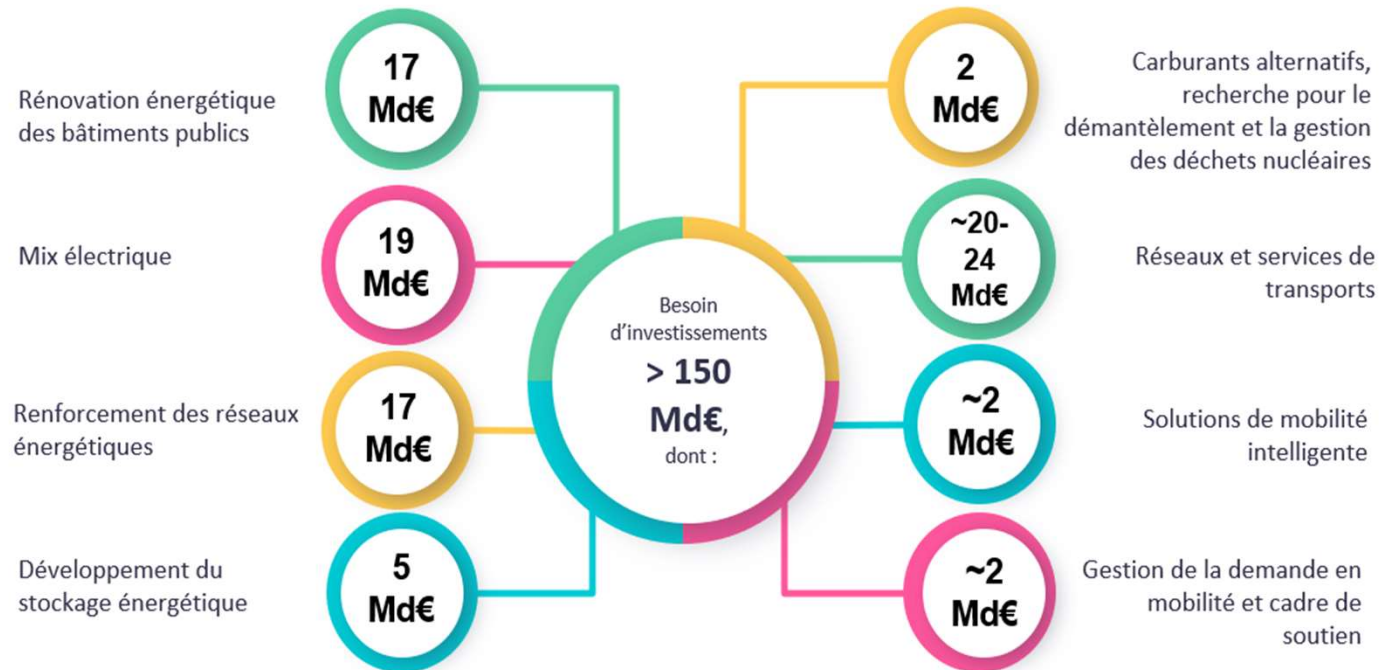 Rénovation énergétique
des bâtiments publics
17
Md€
Mix électrique
19
Md€
Renforcement des réseaux
énergétiques
17
Md€
Développement du
stockage énergétique
5
Md€
Besoin
d’investissements
> 150
Md€,
dont :
2
Md€
Carburants alternatifs,
recherche pour le
démantèlement et la gestion
des déchets nucléaires
~20-
24
Md€
Réseaux et services de
transports
~2
Md€
Solutions de mobilité
intelligente
~2
Md€
Gestion de la demande en
mobilité et cadre de
soutien